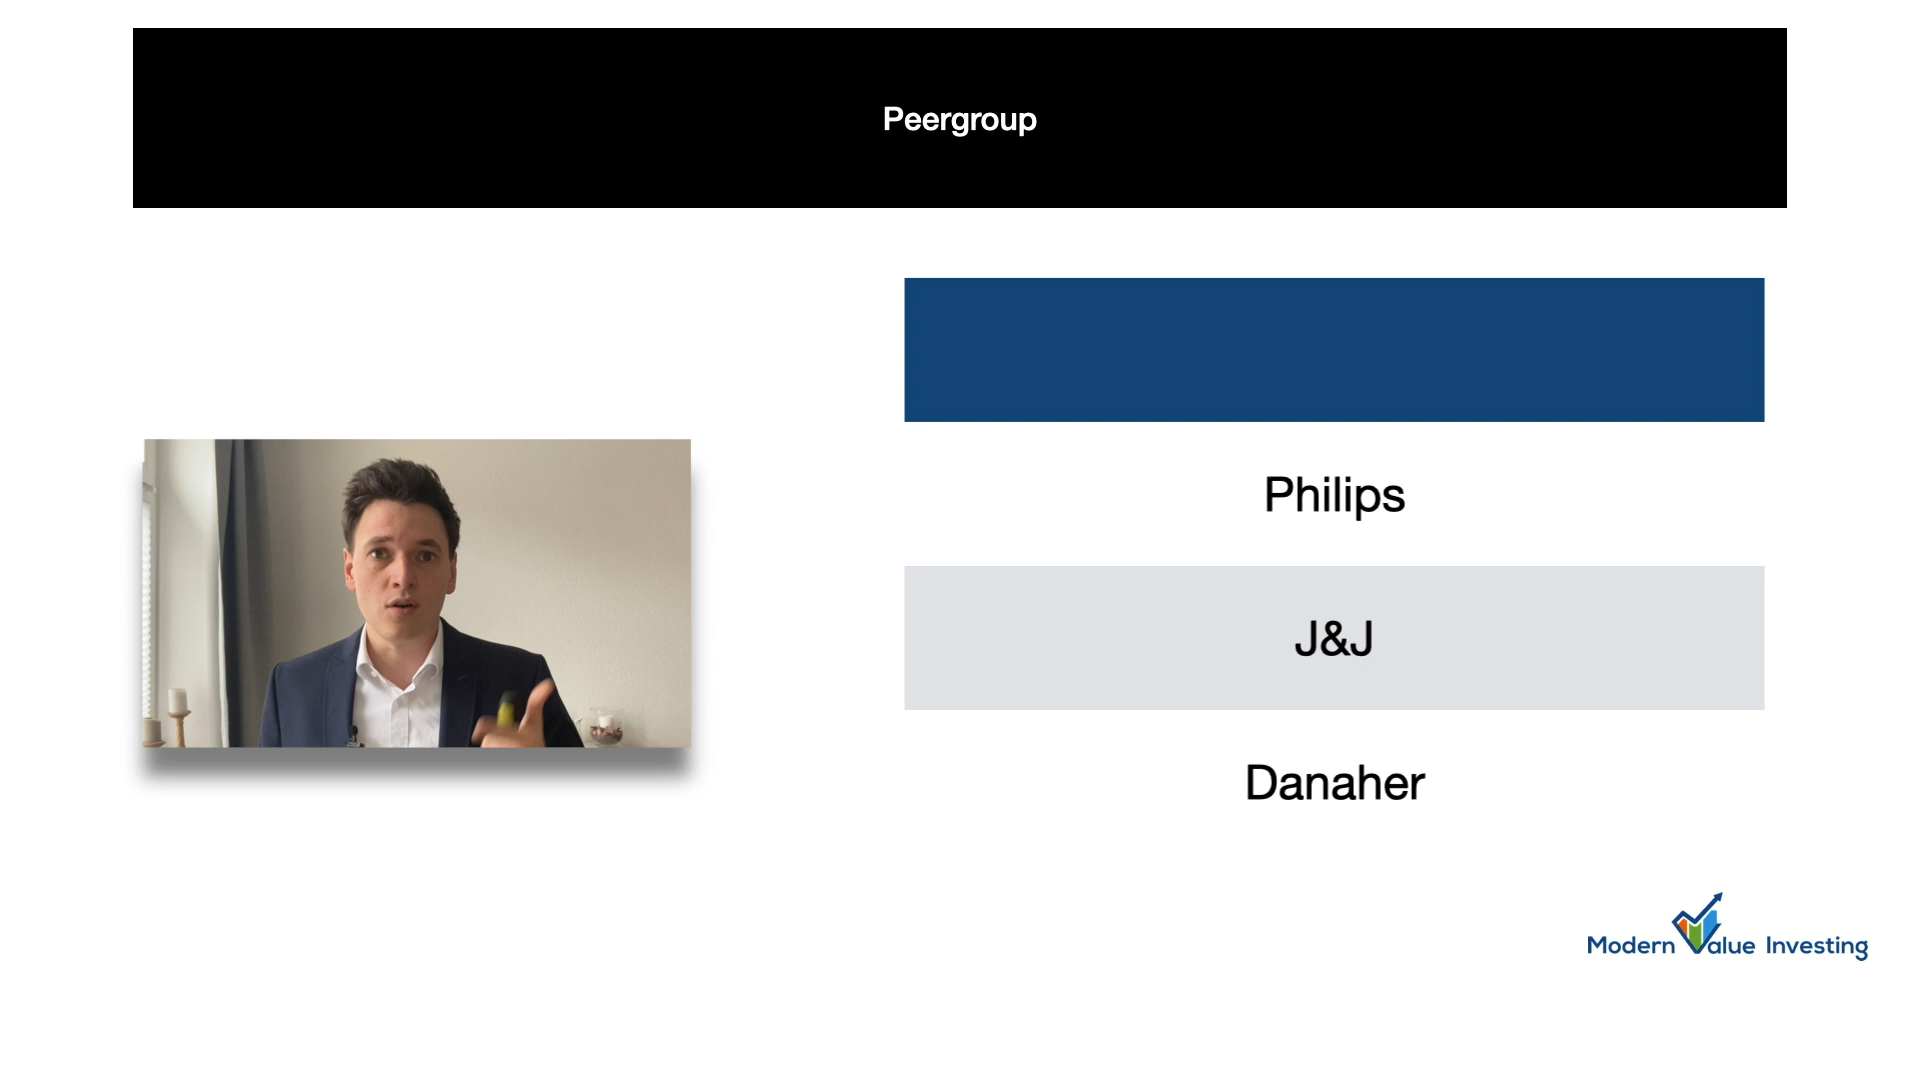 Peergroup
Philips
J&J
Danaher
Modern Value Investing